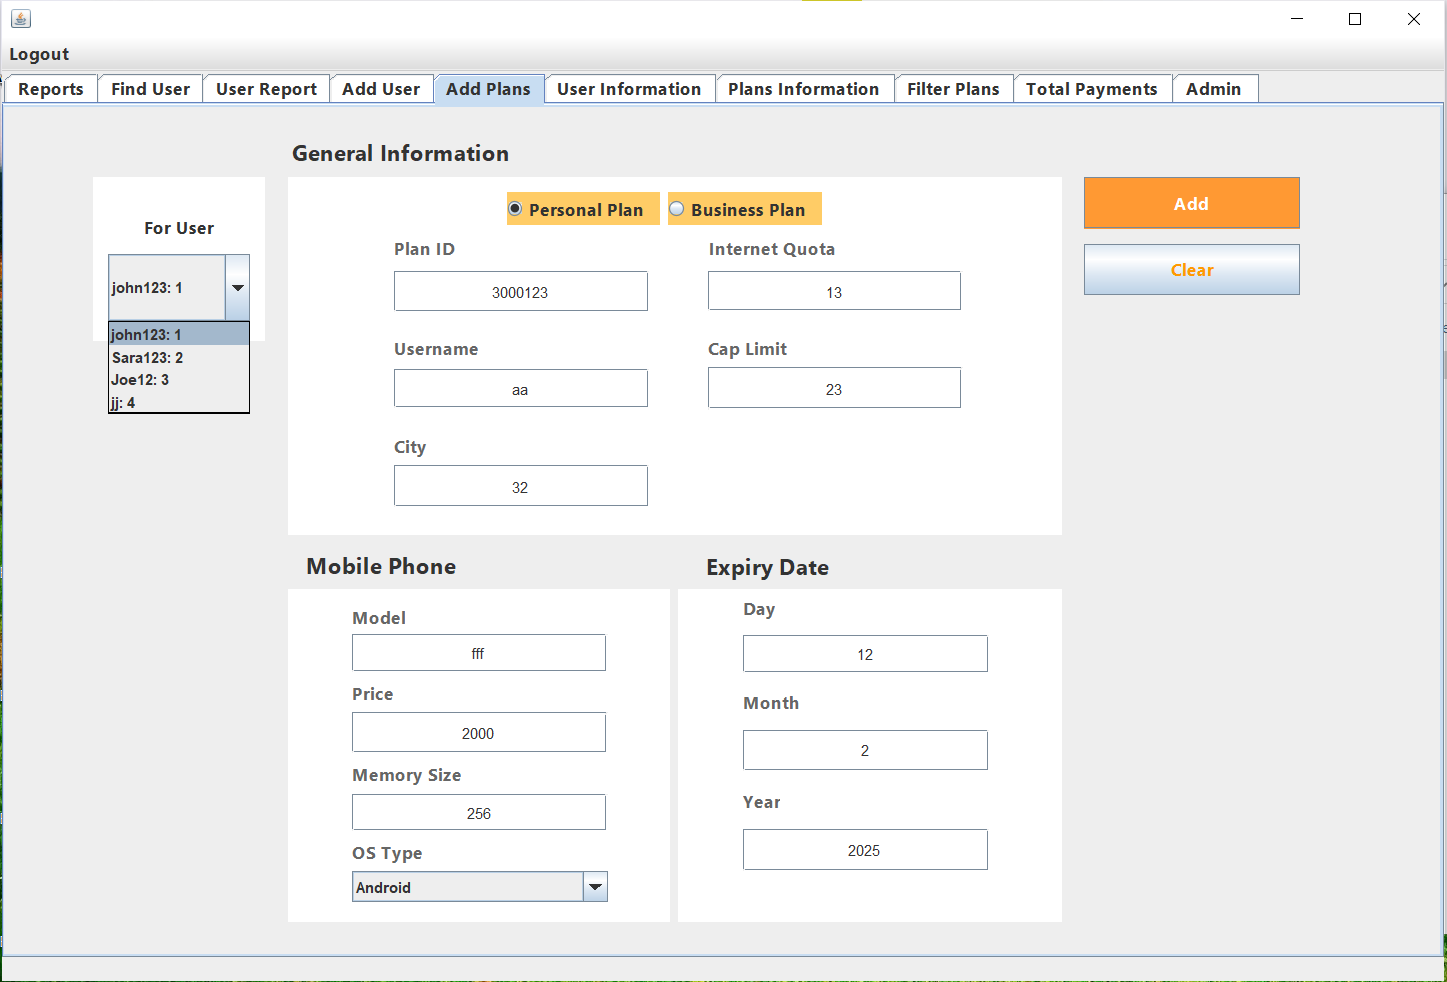 Logout
Reports Find User User Report Add User Add Plans User Information Plans Information Filter Plans Total Payments Admin
General Information
For User
john123: 1
john123: 1
Sara123: 2
Joe12: 3
jj: 4
Personal Plan Business Plan
Plan ID Internet Quota
3000123 13
Username Cap Limit
aa 23
City
32
Add
Clear
Mobile Phone
Model
fff
Price
2000
Memory Size
256
OS Type
Android
Expiry Date
Day
12
Month
2
Year
2025